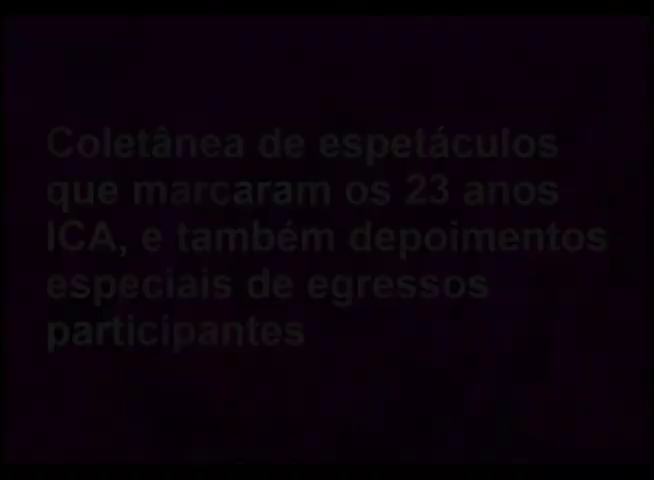 Coletânea de espetáculos
que marcaram os 23 anos
ICA, e também depoimentos
especiais de egressos
participantes